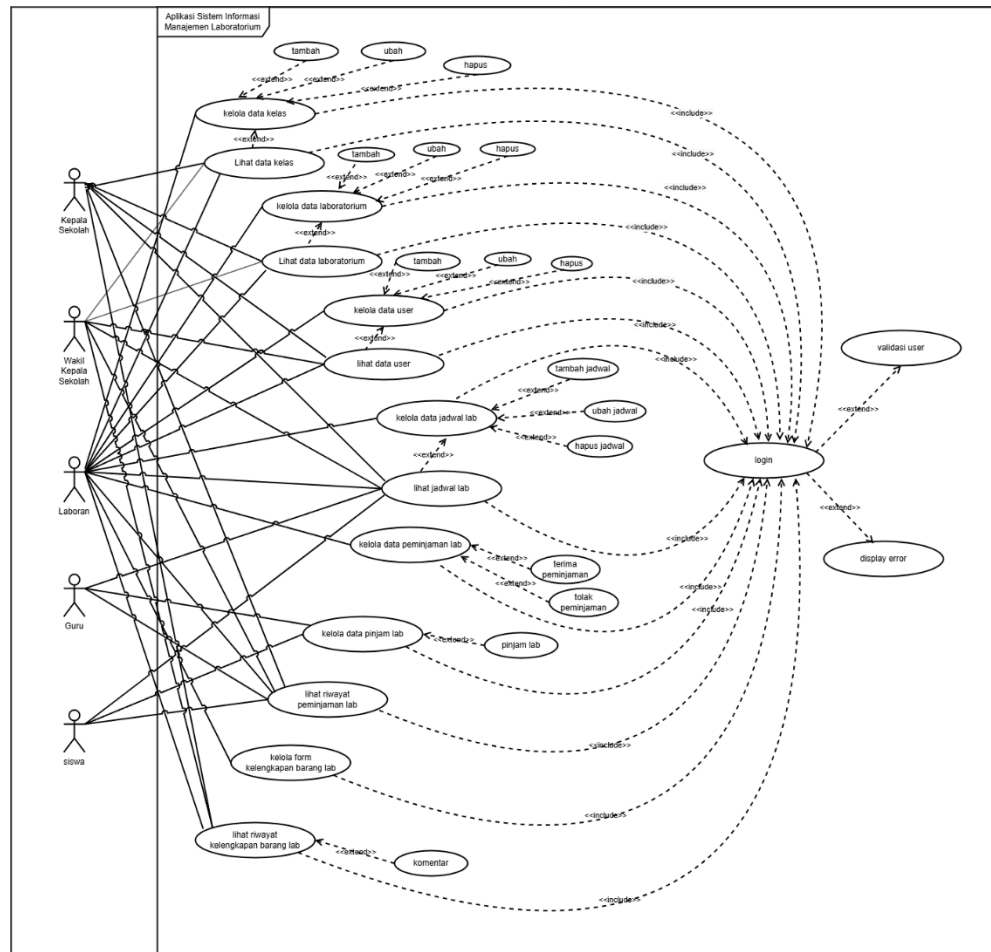 Aplikasi Sistem Informasi
Manajemen Laboratorium
tambah
ubah
hapus
<<extend>>
<<extend>>
<<extend>>
kelola data kelas
<<extend>>
<<include>>
Lihat data kelas
<<include>>
tambah
ubah
hapus
<<extend>>
<<extend>>
<<extend>>
kelola data laboratorium
<<include>>
<<extend>>
Lihat data laboratorium
<<include>>
tambah
ubah
hapus
<<extend>>
<<extend>>
<<extend>>
kelola data user
<<include>>
<<extend>>
lihat data user
<<include>>
Kepala
Sekolah
Wakil
Kepala
Sekolah
Laboran
Guru
siswa
tambah jadwal
ubah jadwal
hapus jadwal
<<extend>>
<<extend>>
<<extend>>
kelola data jadwal lab
<<include>>
<<extend>>
lihat jadwal lab
<<include>>
kelola data peminjaman lab
<<extend>>
terima
peminjaman
<<extend>>
tolak
peminjaman
<<include>>
kelola data pinjam lab
<<extend>>
pinjam lab
<<include>>
lihat riwayat
peminjaman lab
<<include>>
kelola form
kelengkapan barang lab
<<include>>
lihat riwayat
kelengkapan barang lab
<<extend>>
komentar
<<include>>
login
validasi user
<<extend>>
<<extend>>
display error